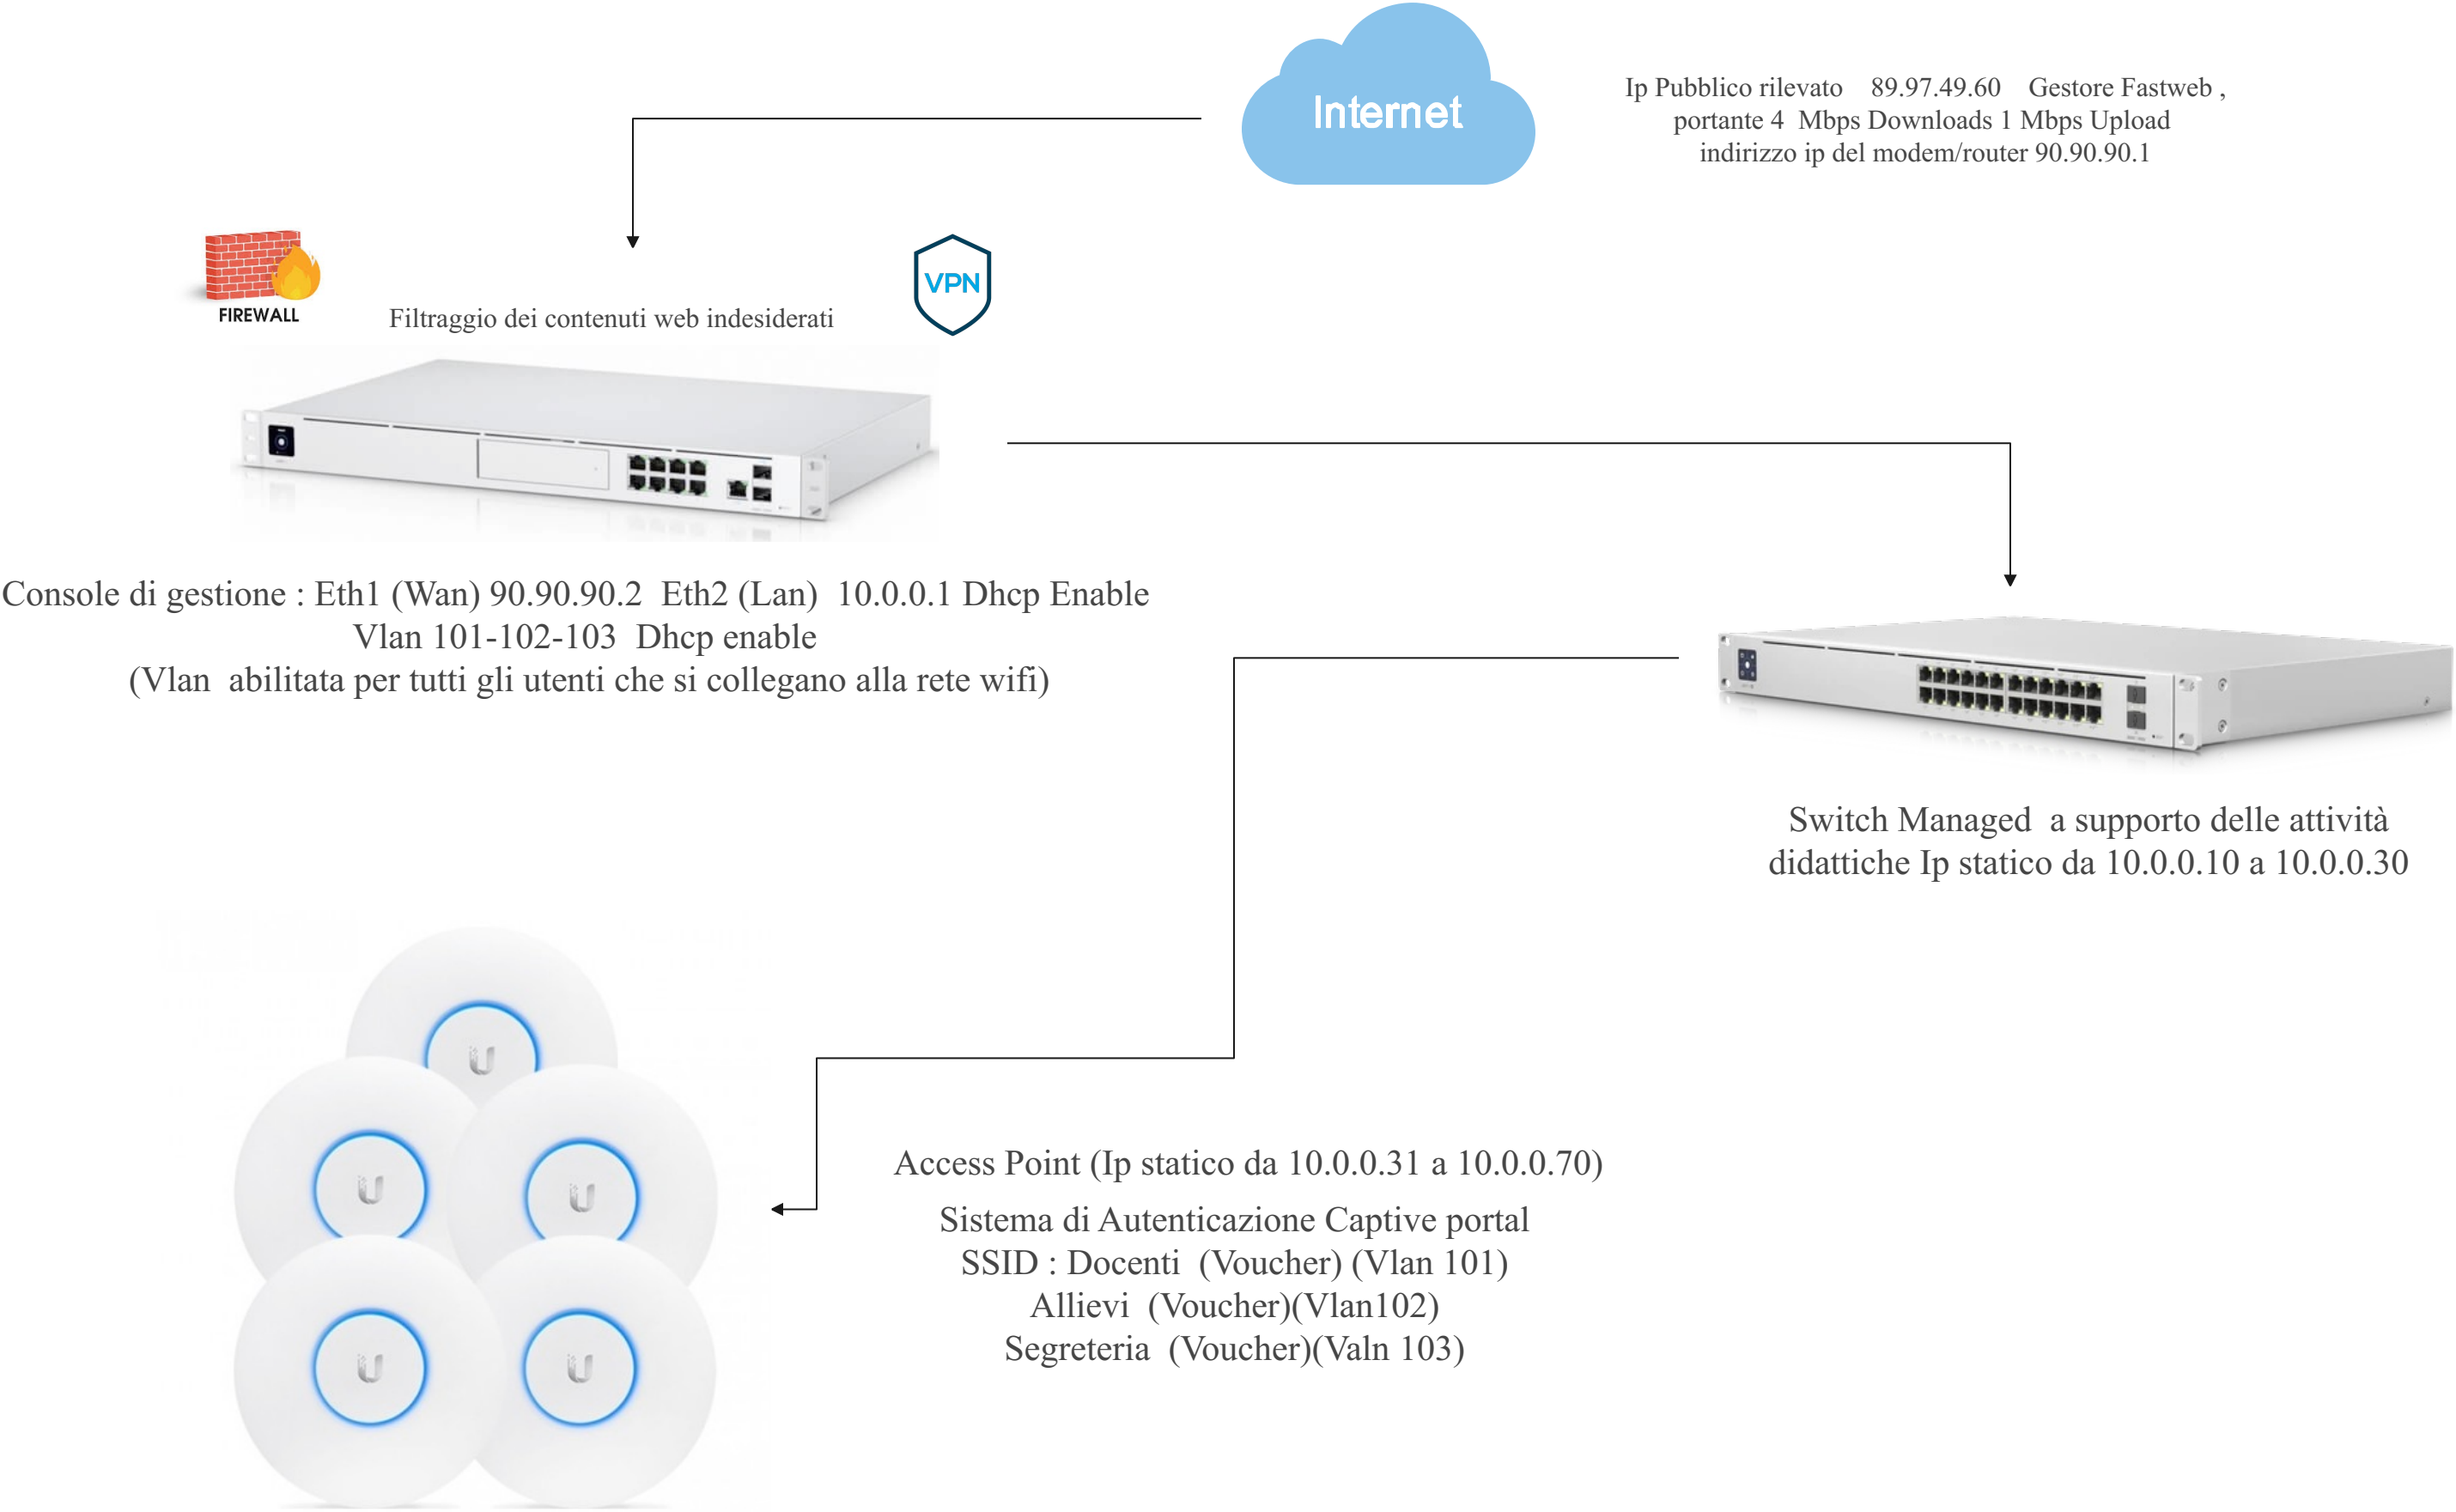 Internet
Ip Pubblico rilevato 89.97.49.60 Gestore Fastweb ,
portante 4 Mbps Downloads 1 Mbps Upload
indirizzo ip del modem/router 90.90.90.1
FIREWALL
Filtraggio dei contenuti web indesiderati
VPN
Console di gestione : Eth1 (Wan) 90.90.90.2 Eth2 (Lan) 10.0.0.1 Dhcp Enable
Vlan 101-102-103 Dhcp enable
(Vlan abilitata per tutti gli utenti che si collegano alla rete wifi)
Switch Managed a supporto delle attività
didattiche Ip statico da 10.0.0.10 a 10.0.0.30
Access Point (Ip statico da 10.0.0.31 a 10.0.0.70)
Sistema di Autenticazione Captive portal
SSID : Docenti (Voucher) (Vlan 101)
Allievi (Voucher)(Vlan102)
Segreteria (Voucher)(Valn 103)
U
U
U
U
U